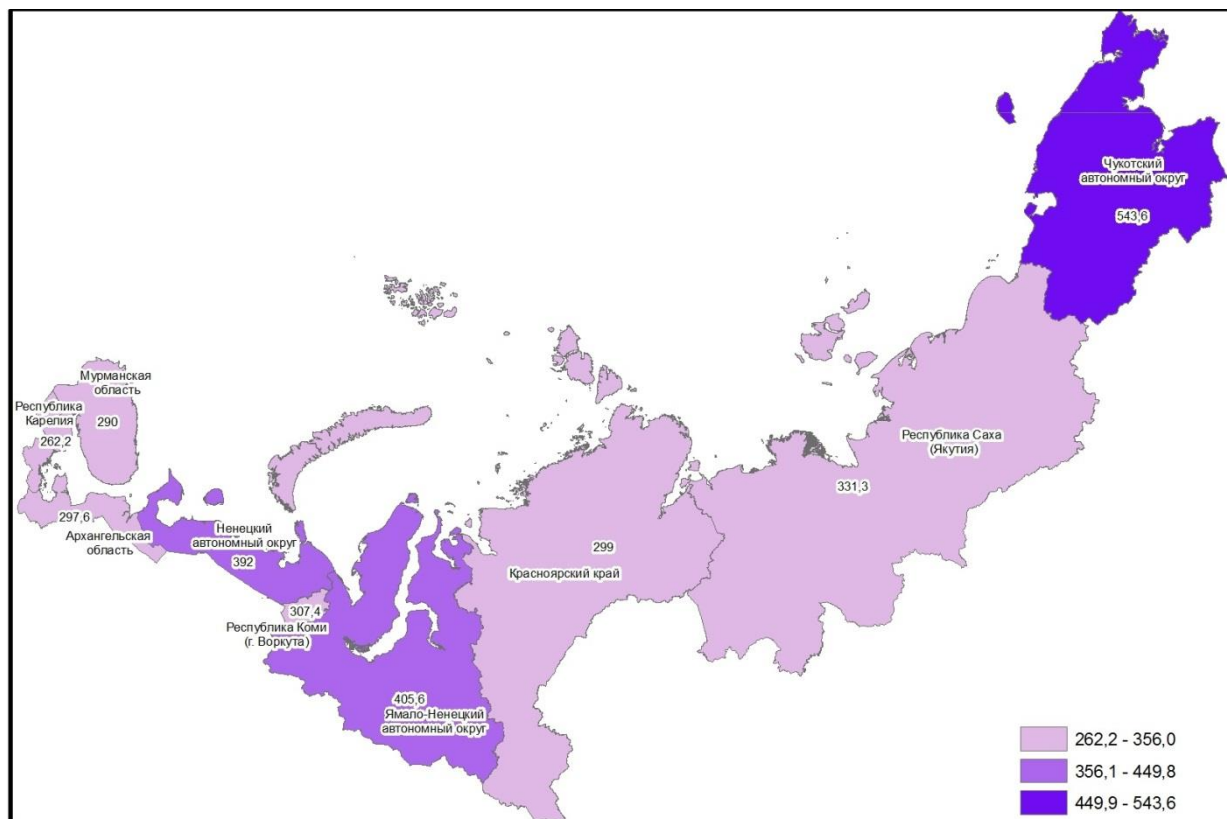 Чукотский
автономный округ
543,6
Мурманская
область
290
Республика
Карелия
262,2
Республика Саха
(Якутия)
331,3
297,6
Архангельская
область
Ненецкий
автономный округ
392
299
Красноярский край
307,4
Республика Коми
(г. Воркута)
405,6
Ямало-Ненецкий
автономный округ
262,2 - 356,0
356,1 - 449,8
449,9 - 543,6